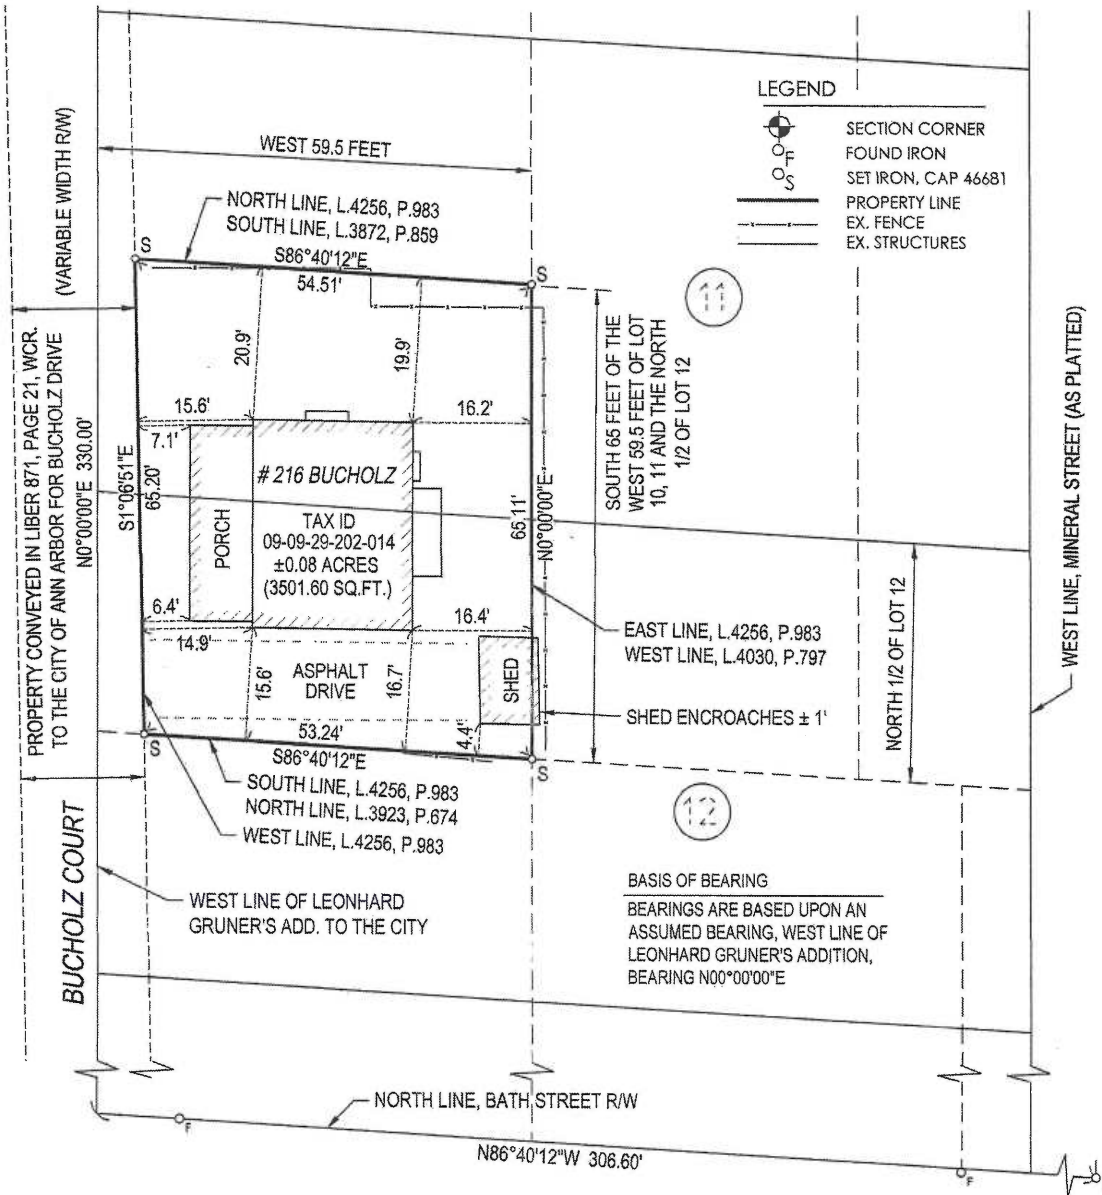 LEGEND
SECTION CORNER
F
FOUND IRON
S
SET IRON, CAP 46681
PROPERTY LINE
EX. FENCE
EX. STRUCTURES
(VARIABLE WIDTH R/W)
WEST 59.5 FEET
NORTH LINE, L.4256, P.983
SOUTH LINE, L.3872, P.859
S
S86°40'12"E
54.51'
S
11
PROPERTY CONVEYED IN LIBER 871, PAGE 21, WCR.
TO THE CITY OF ANN ARBOR FOR BUCHOLZ DRIVE
N0°00'00"E 330.00'
S1°06'51"E
65.20'
20.9'
19.9'
15.6'
16.2'
7.1'
# 216 BUCHOLZ
TAX ID
09-09-29-202-014
±0.08 ACRES
(3501.60 SQ.FT.)
PORCH
65.11'
N0°00'00"E
SOUTH 65 FEET OF THE
WEST 59.5 FEET OF LOT
10, 11 AND THE NORTH
1/2 OF LOT 12
WEST LINE, MINERAL STREET (AS PLATTED)
6.4'
14.9'
16.4'
15.6'
ASPHALT
DRIVE
16.7'
SHED
4.4'
EAST LINE, L.4256, P.983
WEST LINE, L.4030, P.797
NORTH 1/2 OF LOT 12
SHED ENCROACHES ± 1'
S
53.24'
S86°40'12"E
S
SOUTH LINE, L.4256, P.983
NORTH LINE, L.3923, P.674
WEST LINE, L.4256, P.983
12
BUCHOLZ COURT
WEST LINE OF LEONHARD
GRUNER'S ADD. TO THE CITY
BASIS OF BEARING
BEARINGS ARE BASED UPON AN
ASSUMED BEARING, WEST LINE OF
LEONHARD GRUNER'S ADDITION,
BEARING N00°00'00"E
NORTH LINE, BATH STREET R/W
F
N86°40'12"W 306.60'
F